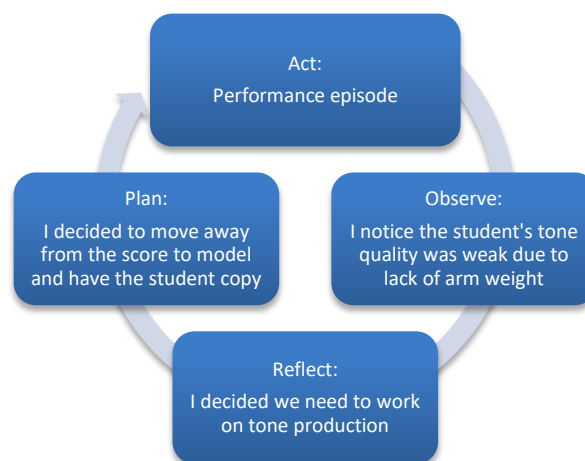 Act:
Performance episode
Observe:
I notice the student's tone
quality was weak due to
lack of arm weight
Reflect:
I decided we need to work
on tone production
Plan:
I decided to move away
from the score to model
and have the student copy